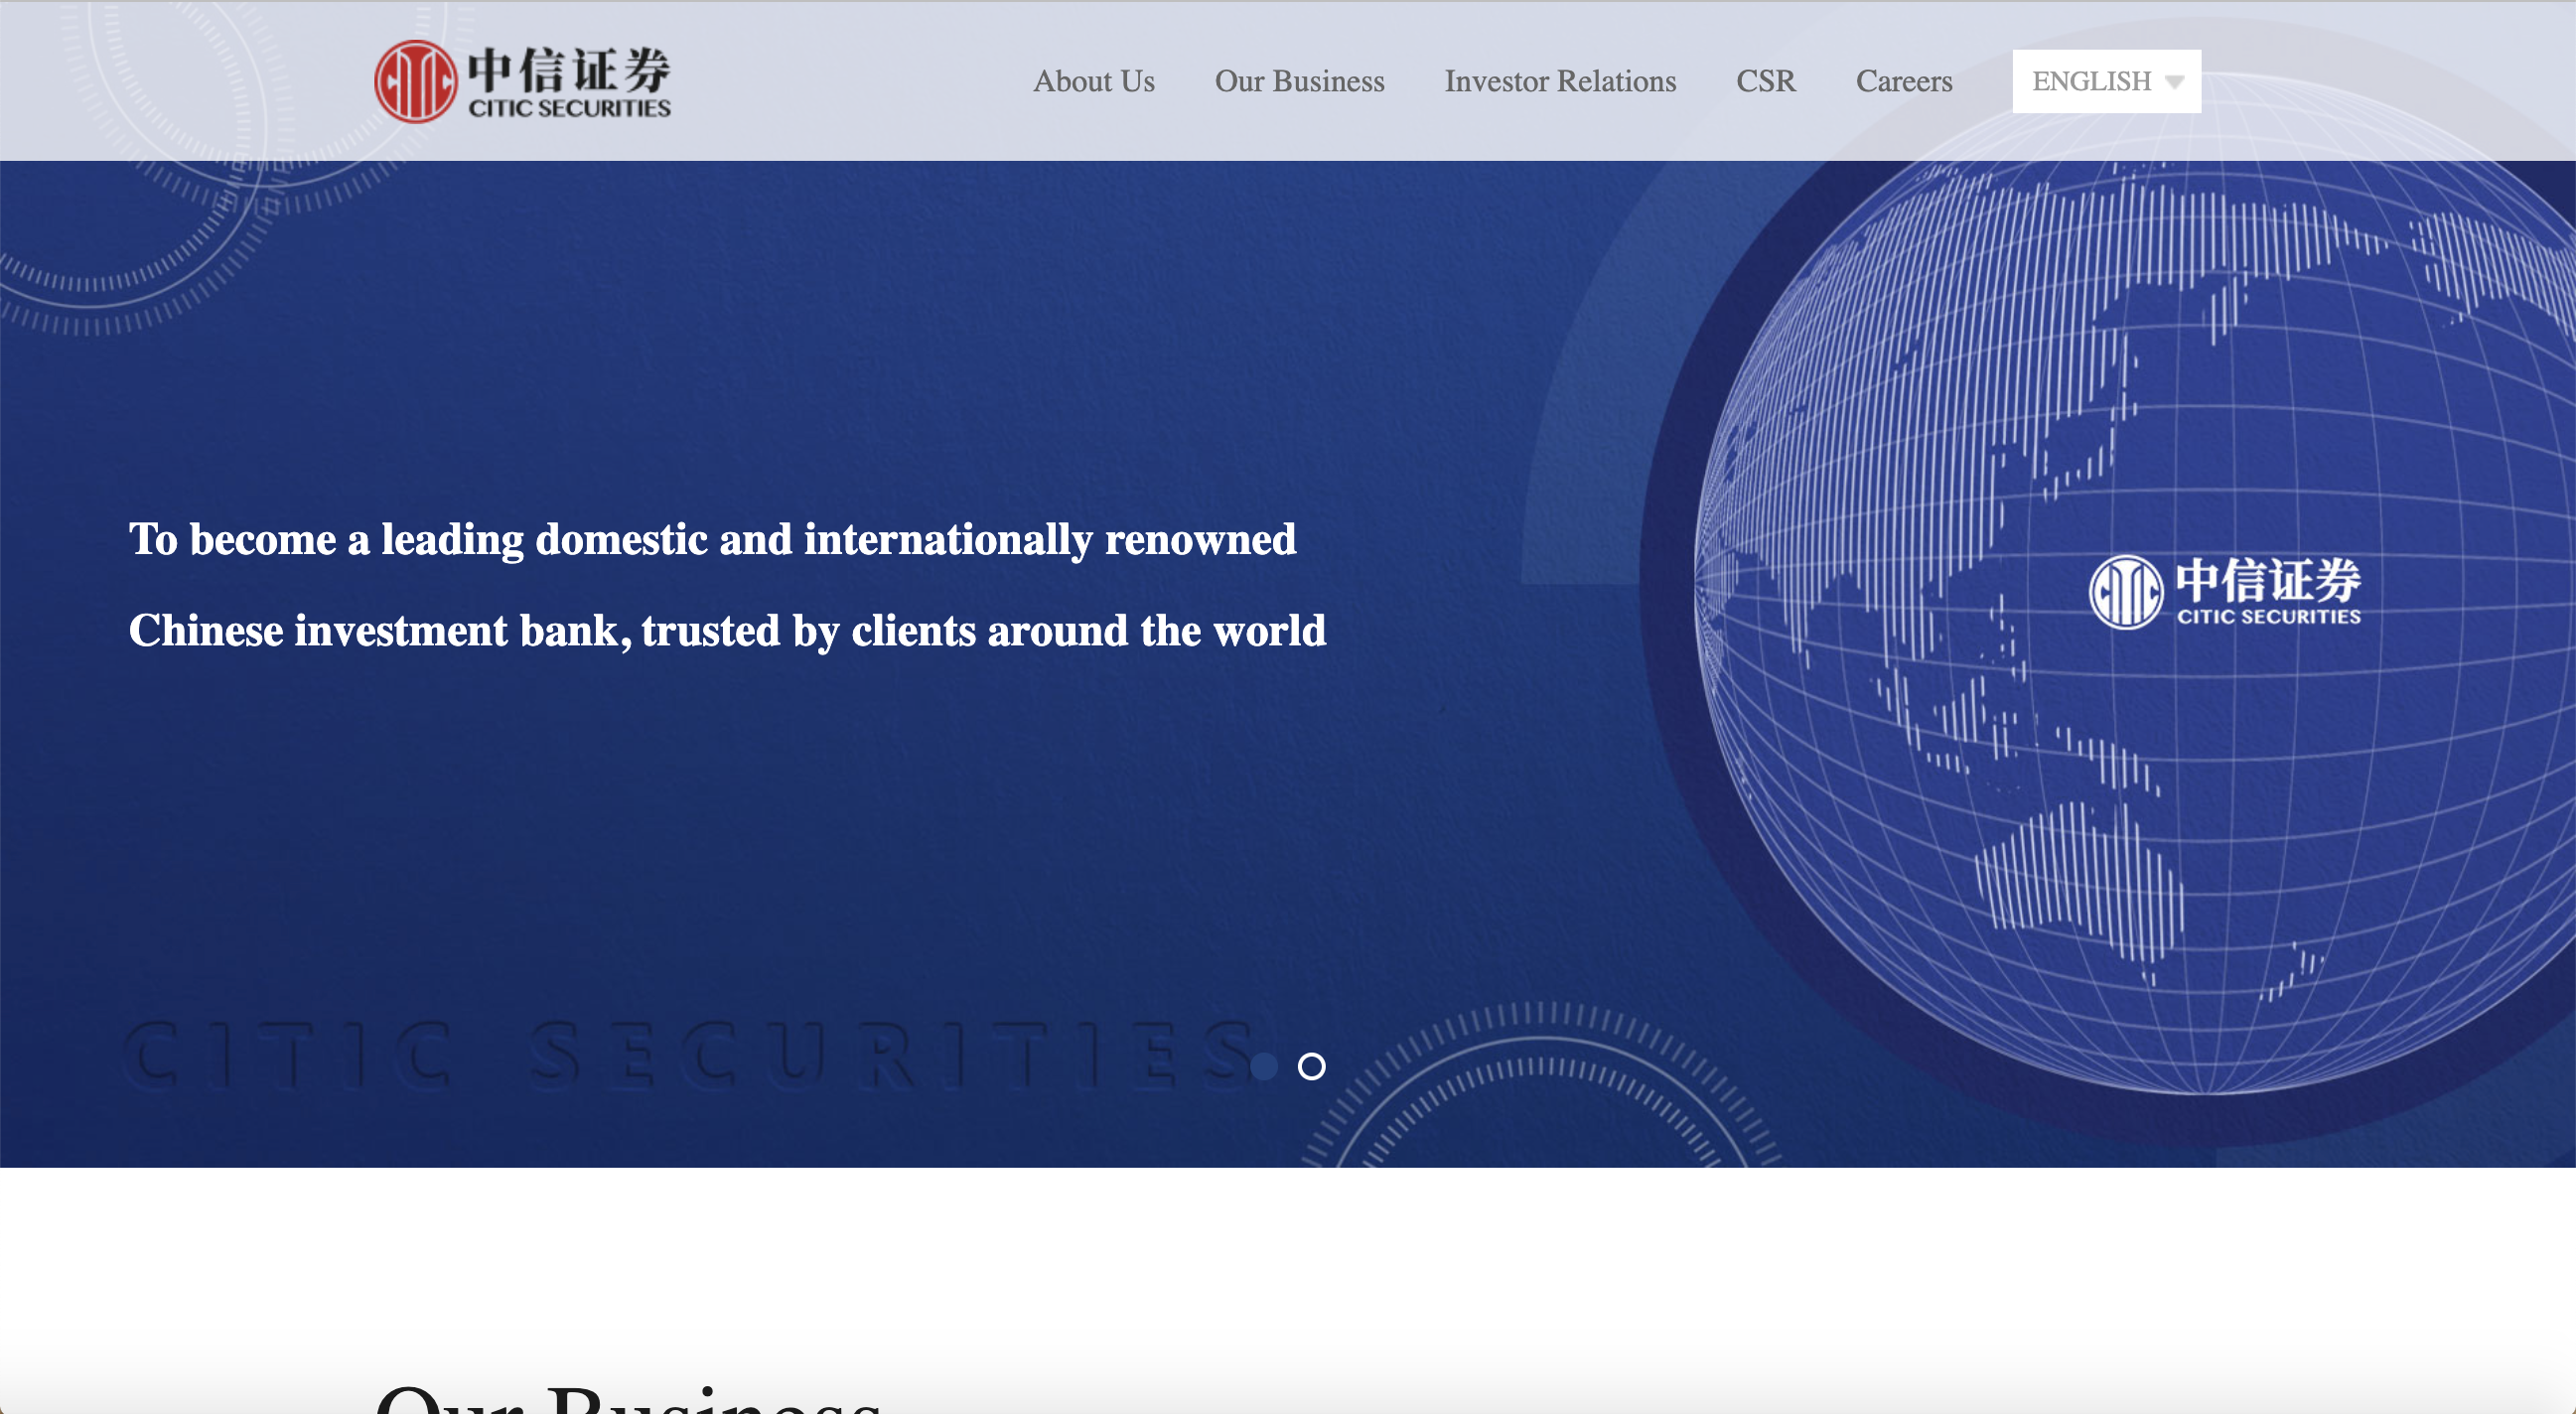 CITIC
中信证券
CITIC SECURITIES
About Us
Our Business
Investor Relations
CSR
Careers
ENGLISH
To become a leading domestic and internationally renowned
Chinese investment bank, trusted by clients around the world
CITIC
中信证券
CITIC SECURITIES
CITIC SECURITIES
Our Business